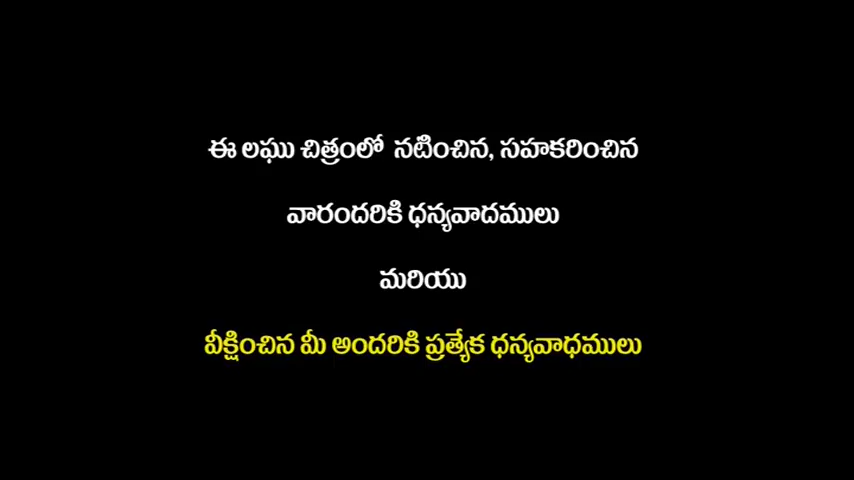 ఈ లఘు చిత్రంలో నటించిన, సహకరించిన
వారందరికి ధన్యవాదములు
మరియు
వీక్షించిన మీ అందరికి ప్రత్యేక ధన్యవాధములు